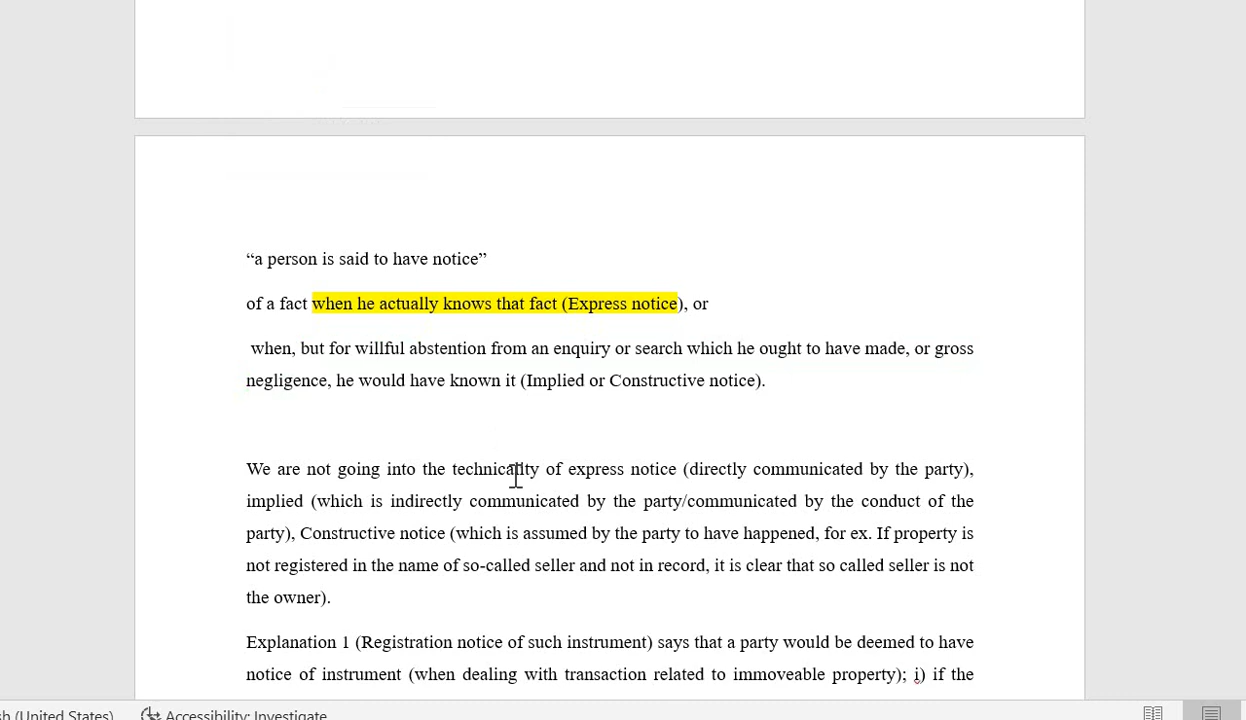 “a person is said to have notice”
of a fact when he actually knows that fact (Express notice), or
when, but for willful abstention from an enquiry or search which he ought to have made, or gross
negligence, he would have known it (Implied or Constructive notice).
We are not going into the technicality of express notice (directly communicated by the party),
implied (which is indirectly communicated by the party/communicated by the conduct of the
party), Constructive notice (which is assumed by the party to have happened, for ex. If property is
not registered in the name of so-called seller and not in record, it is clear that so called seller is not
the owner).
Explanation 1 (Registration notice of such instrument) says that a party would be deemed to have
notice of instrument (when dealing with transaction related to immoveable property); i) if the
sh (United States) Accessibility: Investigate